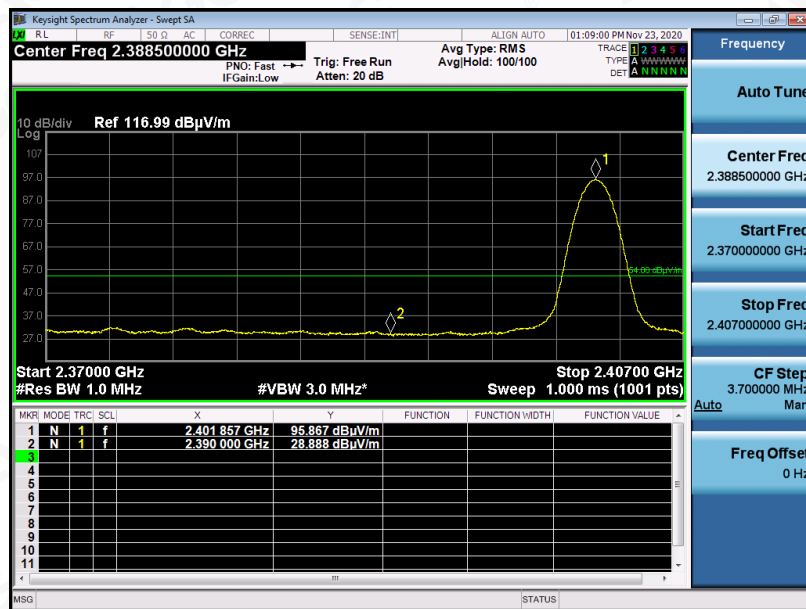 Keysight Spectrum Analyzer - Swept SA
LXI RL RF 50 Ω AC CORREC SENSE:INT ALIGN AUTO 01:09:00 PM Nov 23, 2020
Center Freq 2.388500000 GHz
PNO: Fast
IFGain:Low
Trig: Free Run
Atten: 20 dB
Avg Type: RMS
Avg|Hold: 100/100
TRACE 1 2 3 4 5 6
TYPE A WWWWW
DET A N N N N N
10 dB/div Ref 116.99 dBµV/m
Log
107
97.0
87.0
77.0
67.0
57.0
47.0
37.0
27.0
1
54.00 dBµV/m
2
Start 2.37000 GHz Stop 2.40700 GHz
#Res BW 1.0 MHz #VBW 3.0 MHz* Sweep 1.000 ms (1001 pts)
MKR MODE TRC SCL X Y FUNCTION FUNCTION WIDTH FUNCTION VALUE
1 N 1 f 2.401 857 GHz 95.867 dBµV/m
2 N 1 f 2.390 000 GHz 28.888 dBµV/m
3
4
5
6
7
8
9
10
11
MSG STATUS
Frequency
Auto Tune
Center Freq
2.388500000 GHz
Start Freq
2.370000000 GHz
Stop Freq
2.407000000 GHz
CF Step
3.700000 MHz
Auto Man
Freq Offset
0 Hz